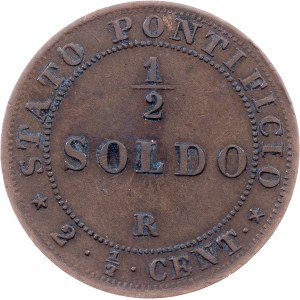 STATO PONTIFICIO
1/2
SOLDO
R
★ 2 · 1/2 · CENT. ★